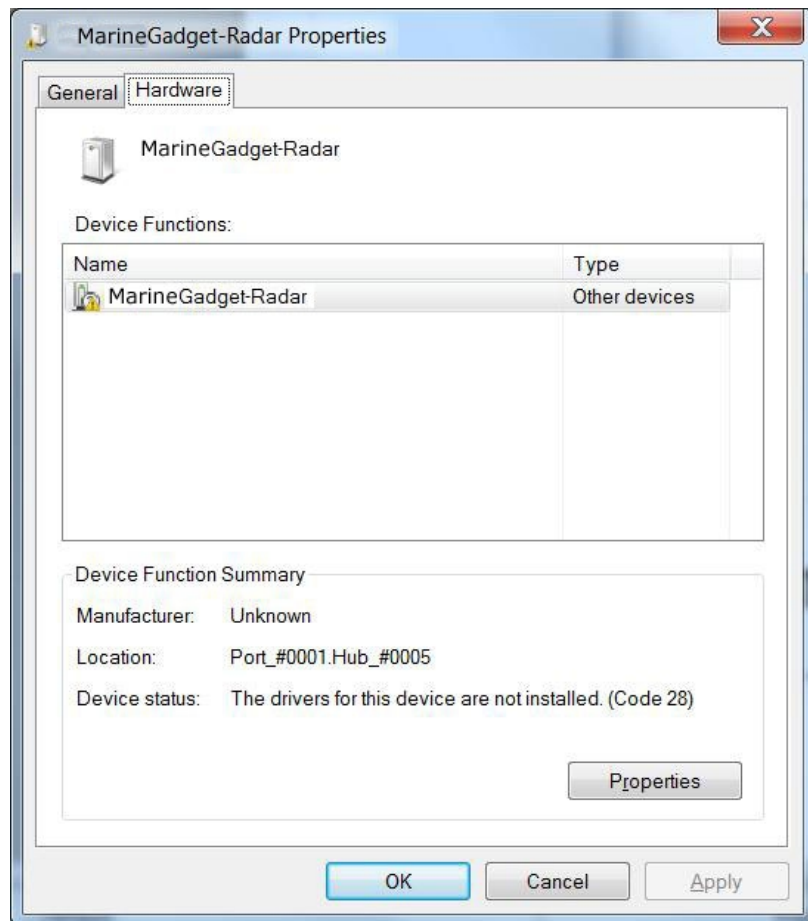 MarineGadget-Radar Properties
General Hardware
MarineGadget-Radar
Device Functions:
Name Type
MarineGadget-Radar Other devices
Device Function Summary
Manufacturer: Unknown
Location: Port_#0001.Hub_#0005
Device status: The drivers for this device are not installed. (Code 28)
Properties
OK Cancel Apply